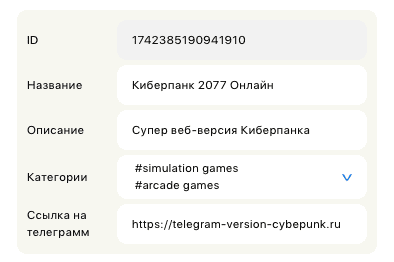 ID
1742385190941910
Название
Киберпанк 2077 Онлайн
Описание
Супер веб-версия Киберпанка
Категории
#simulation games
#arcade games
Ссылка на
телеграмм
https://telegram-version-cybepunk.ru